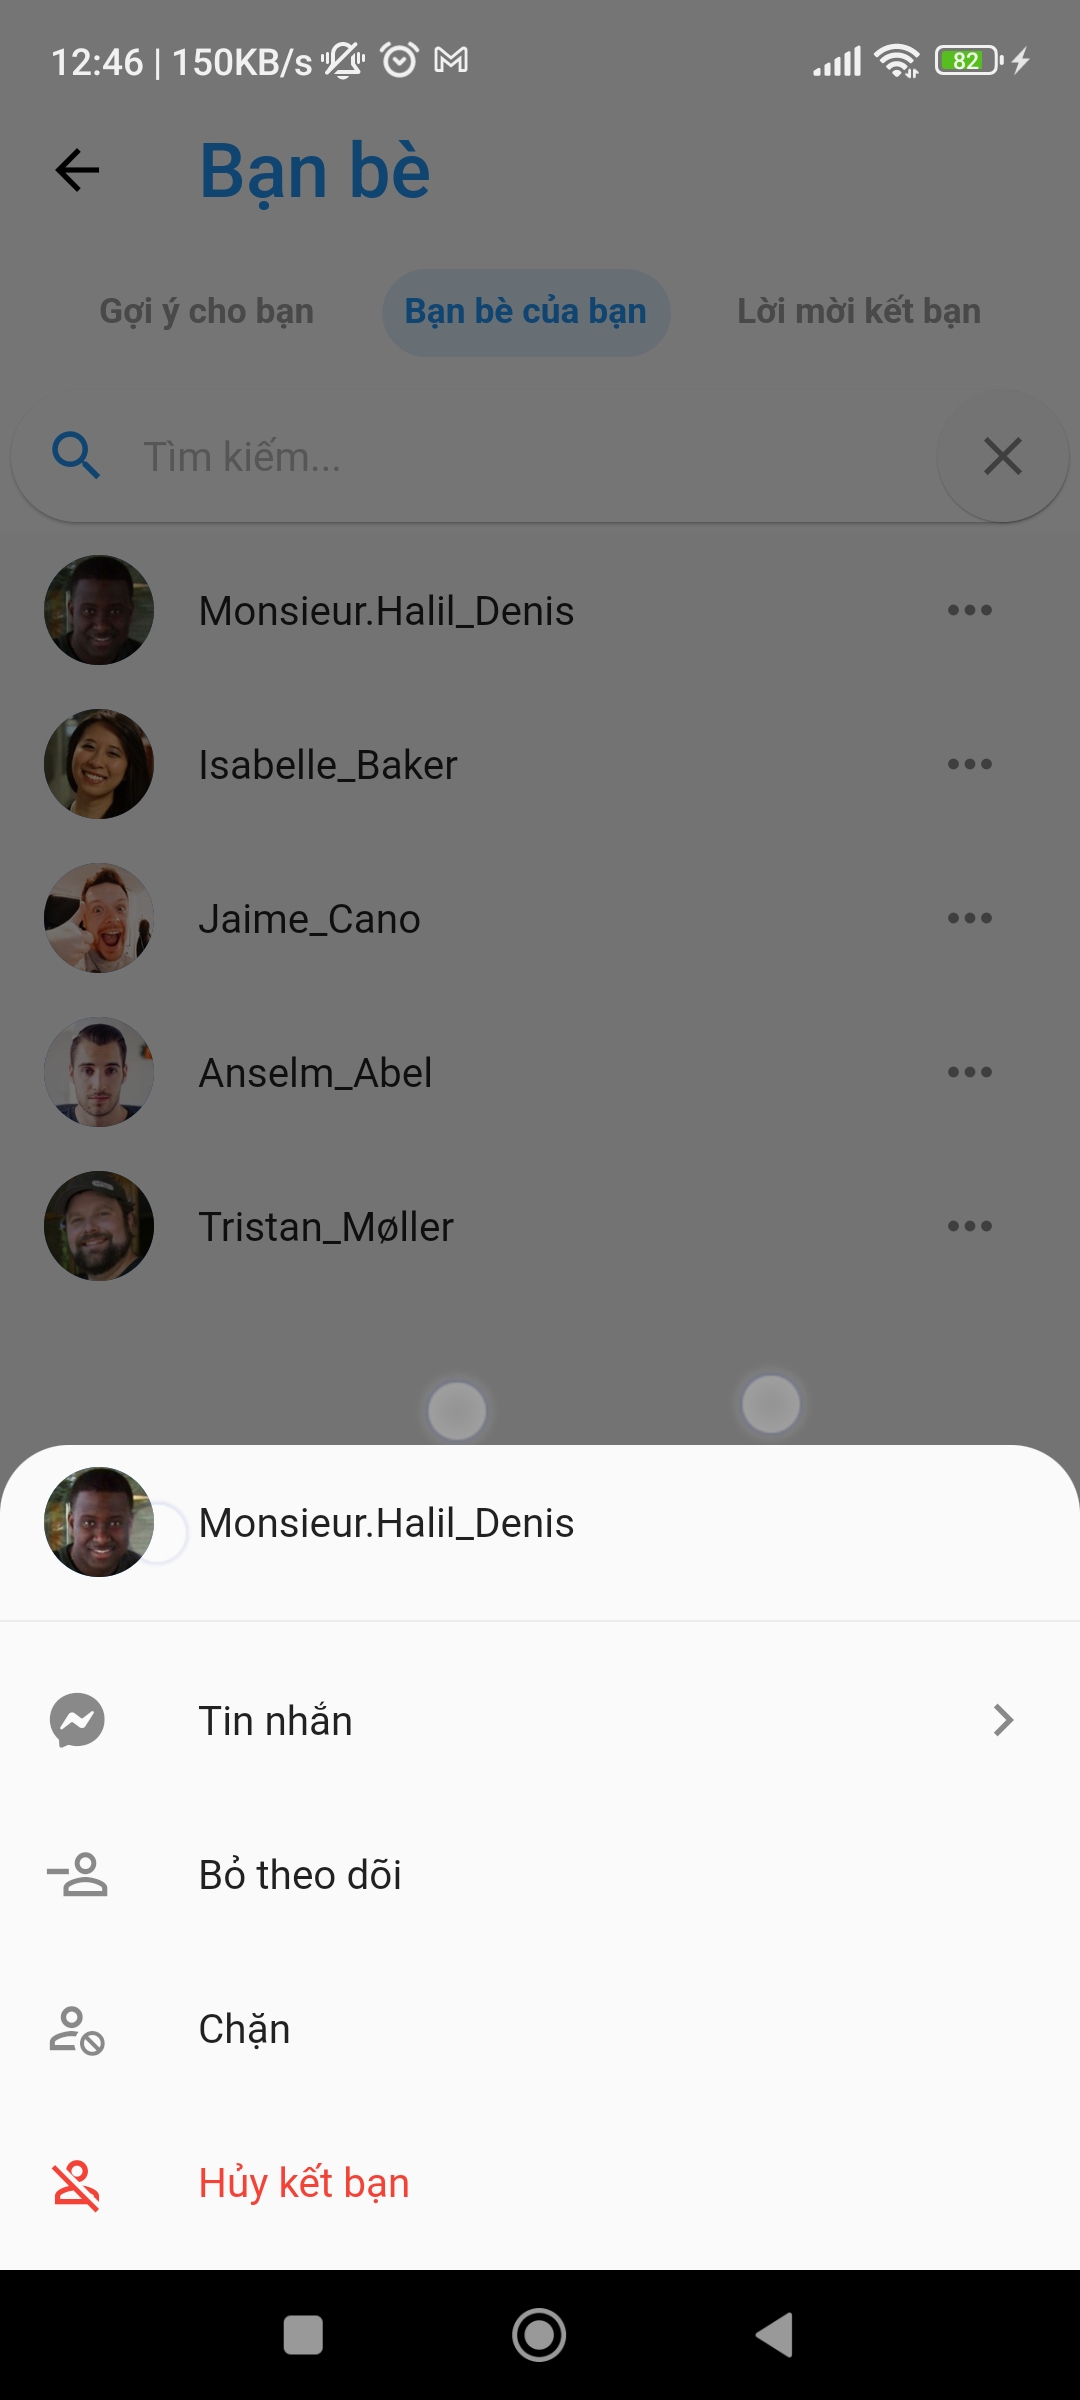 12:46 | 150KB/s
82
Bạn bè
Gợi ý cho bạn
Bạn bè của bạn
Lời mời kết bạn
Tìm kiếm...
Monsieur.Halil_Denis
Isabelle_Baker
Jaime_Cano
Anselm_Abel
Tristan_Møller
Monsieur.Halil_Denis
Tin nhắn
Bỏ theo dõi
Chặn
Hủy kết bạn